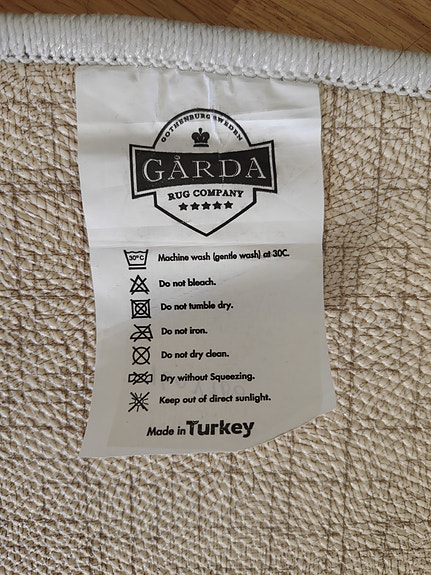 GOTHENBURG SWEDEN
GÅRDA
RUG COMPANY
30°C Machine wash (gentle wash) at 30C.
Do not bleach.
Do not tumble dry.
Do not iron.
Do not dry clean.
Dry without Squeezing.
Keep out of direct sunlight.
Made in Turkey